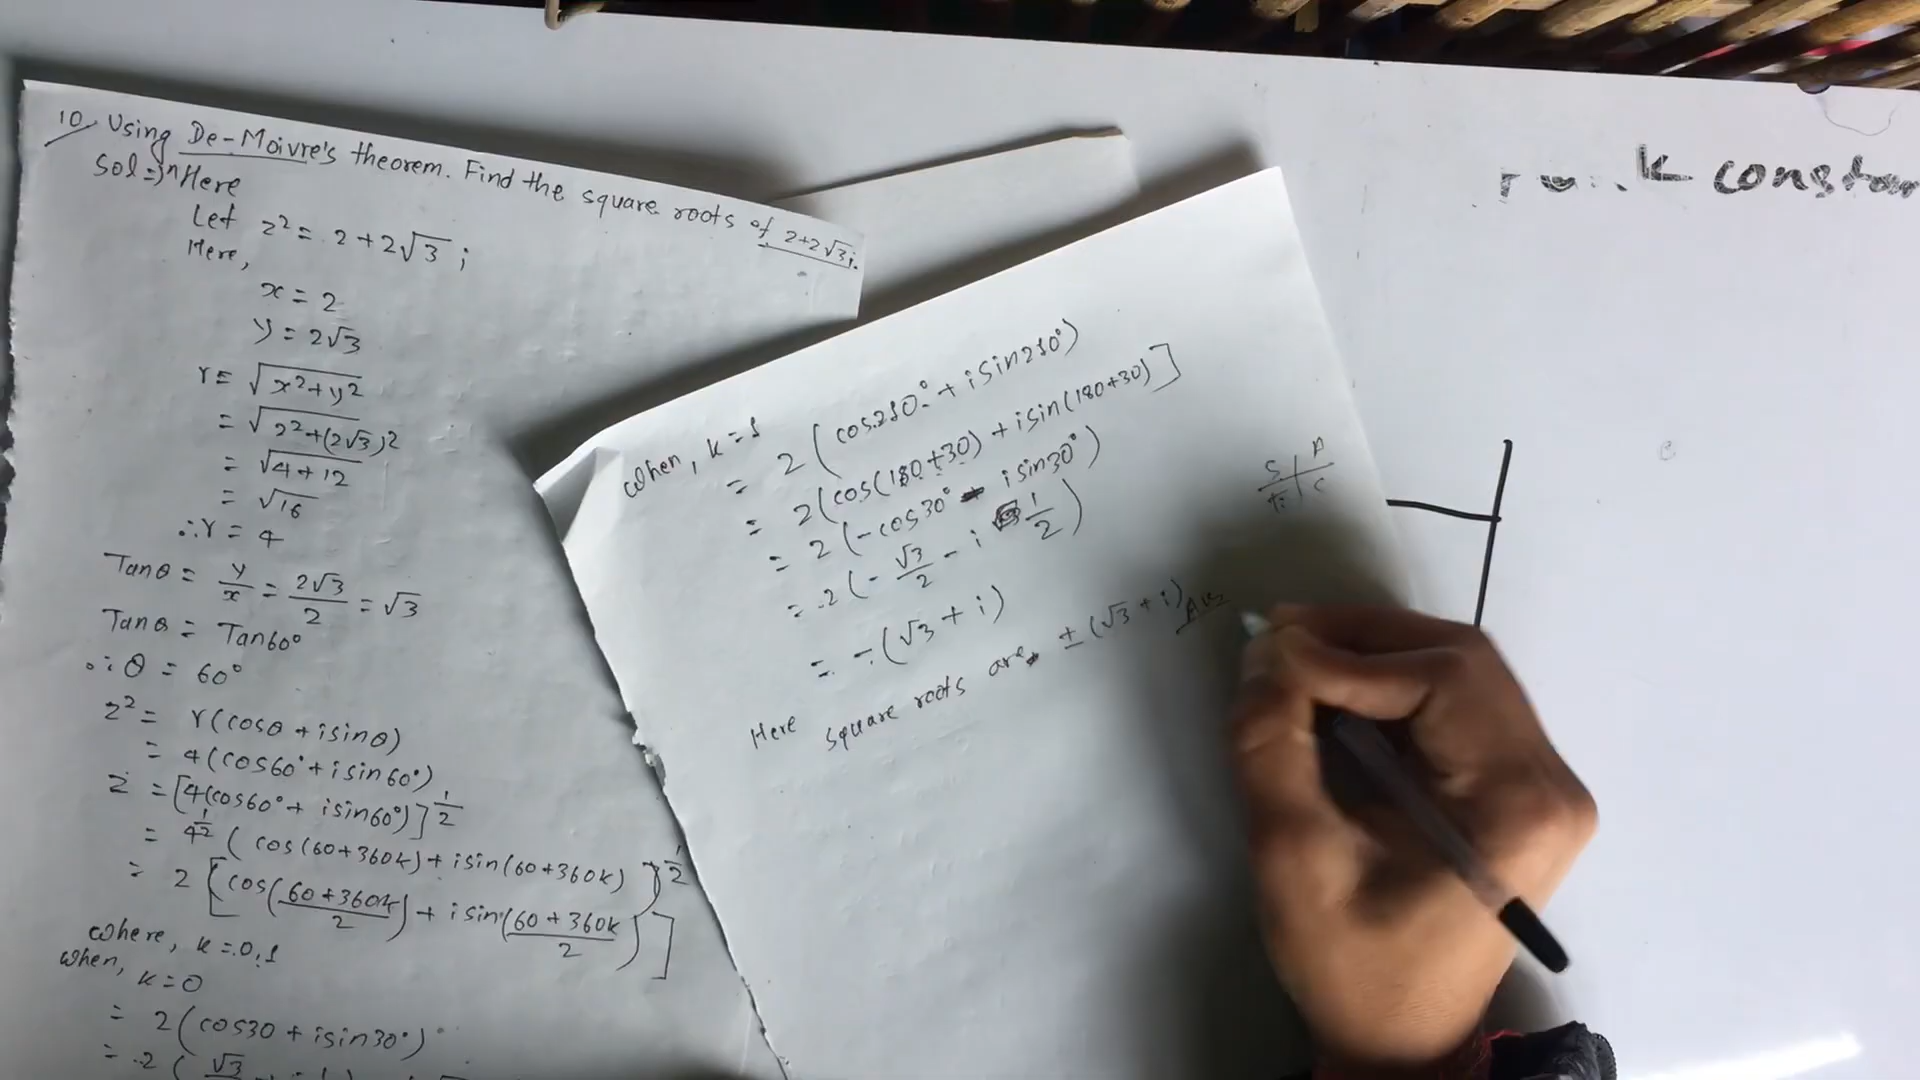 10. Using De-Moivre's theorem. Find the square roots of 2+2√3i.
Sol=>ⁿ Here
Let z² = 2+2√3 i
Here,
x = 2
y = 2√3
r = √x²+y²
= √2²+(2√3)²
= √4+12
= √16
∴ r = 4
Tanθ = y/x = 2√3/2 = √3
Tanθ = Tan60°
∴ θ = 60°
z² = r(cosθ+isinθ)
= 4(cos60°+isin60°)
z = [4(cos60°+ isin60°)]^1/2
= 4^1/2 ( cos(60+360k)+isin(60+360k) )^1/2
= 2 [cos(60+360k/2)+isin(60+360k/2)]
where, k=0,1
when, k=0
= 2(cos30+isin30°)
= 2 ( √3
when, k=1
= 2 (cos210°+isin210°)
= 2(cos(180+30)+isin(180+30)]
= 2 (-cos30° - isin30°)
= 2 (- √3/2 - i 1/2)
= -(√3+i)
Here square roots are ±(√3+i) Ans
S A
T C
k constan